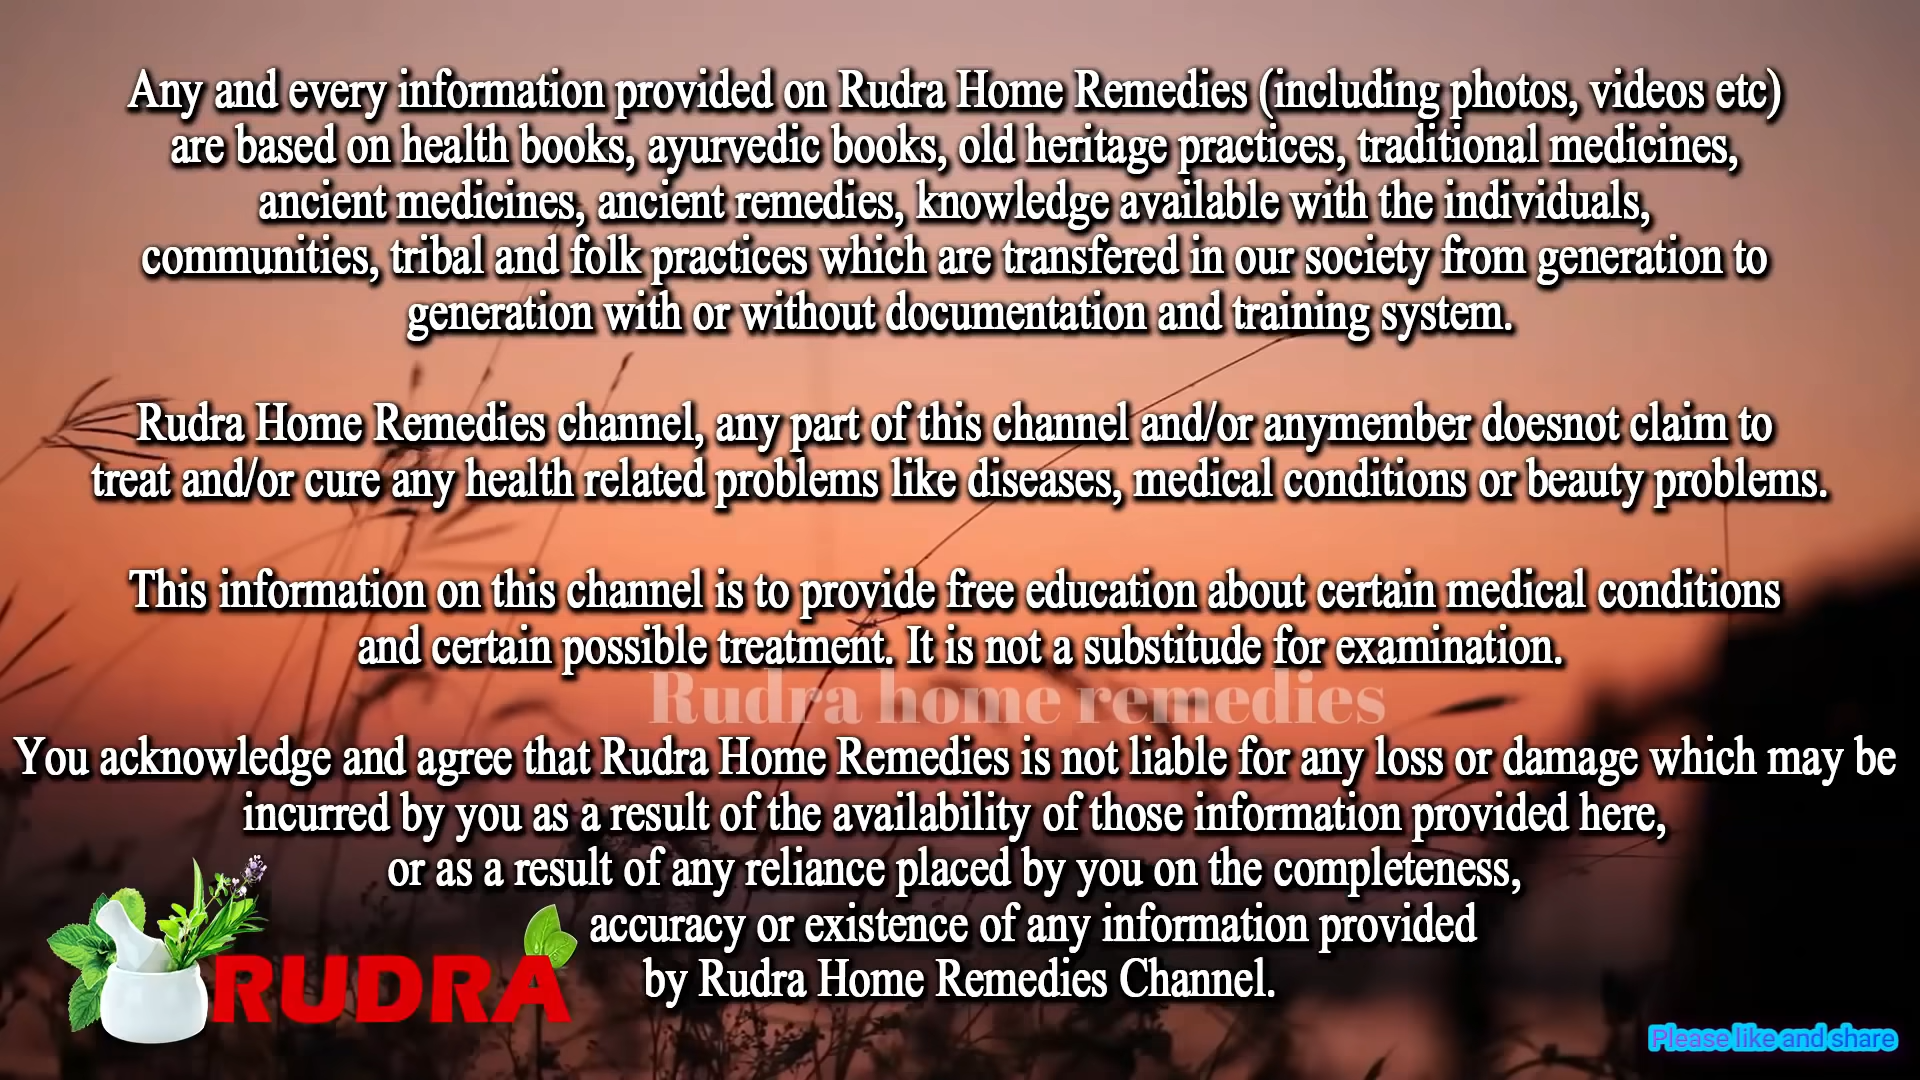 Any and every information provided on Rudra Home Remedies (including photos, videos etc)
are based on health books, ayurvedic books, old heritage practices, traditional medicines,
ancient medicines, ancient remedies, knowledge available with the individuals,
communities, tribal and folk practices which are transfered in our society from generation to
generation with or without documentation and training system.
Rudra Home Remedies channel, any part of this channel and/or anymember doesnot claim to
treat and/or cure any health related problems like diseases, medical conditions or beauty problems.
This information on this channel is to provide free education about certain medical conditions
and certain possible treatment. It is not a substitude for examination.
Rudra home remedies
You acknowledge and agree that Rudra Home Remedies is not liable for any loss or damage which may be
incurred by you as a result of the availability of those information provided here,
or as a result of any reliance placed by you on the completeness,
accuracy or existence of any information provided
by Rudra Home Remedies Channel.
RUDRA
Please like and share